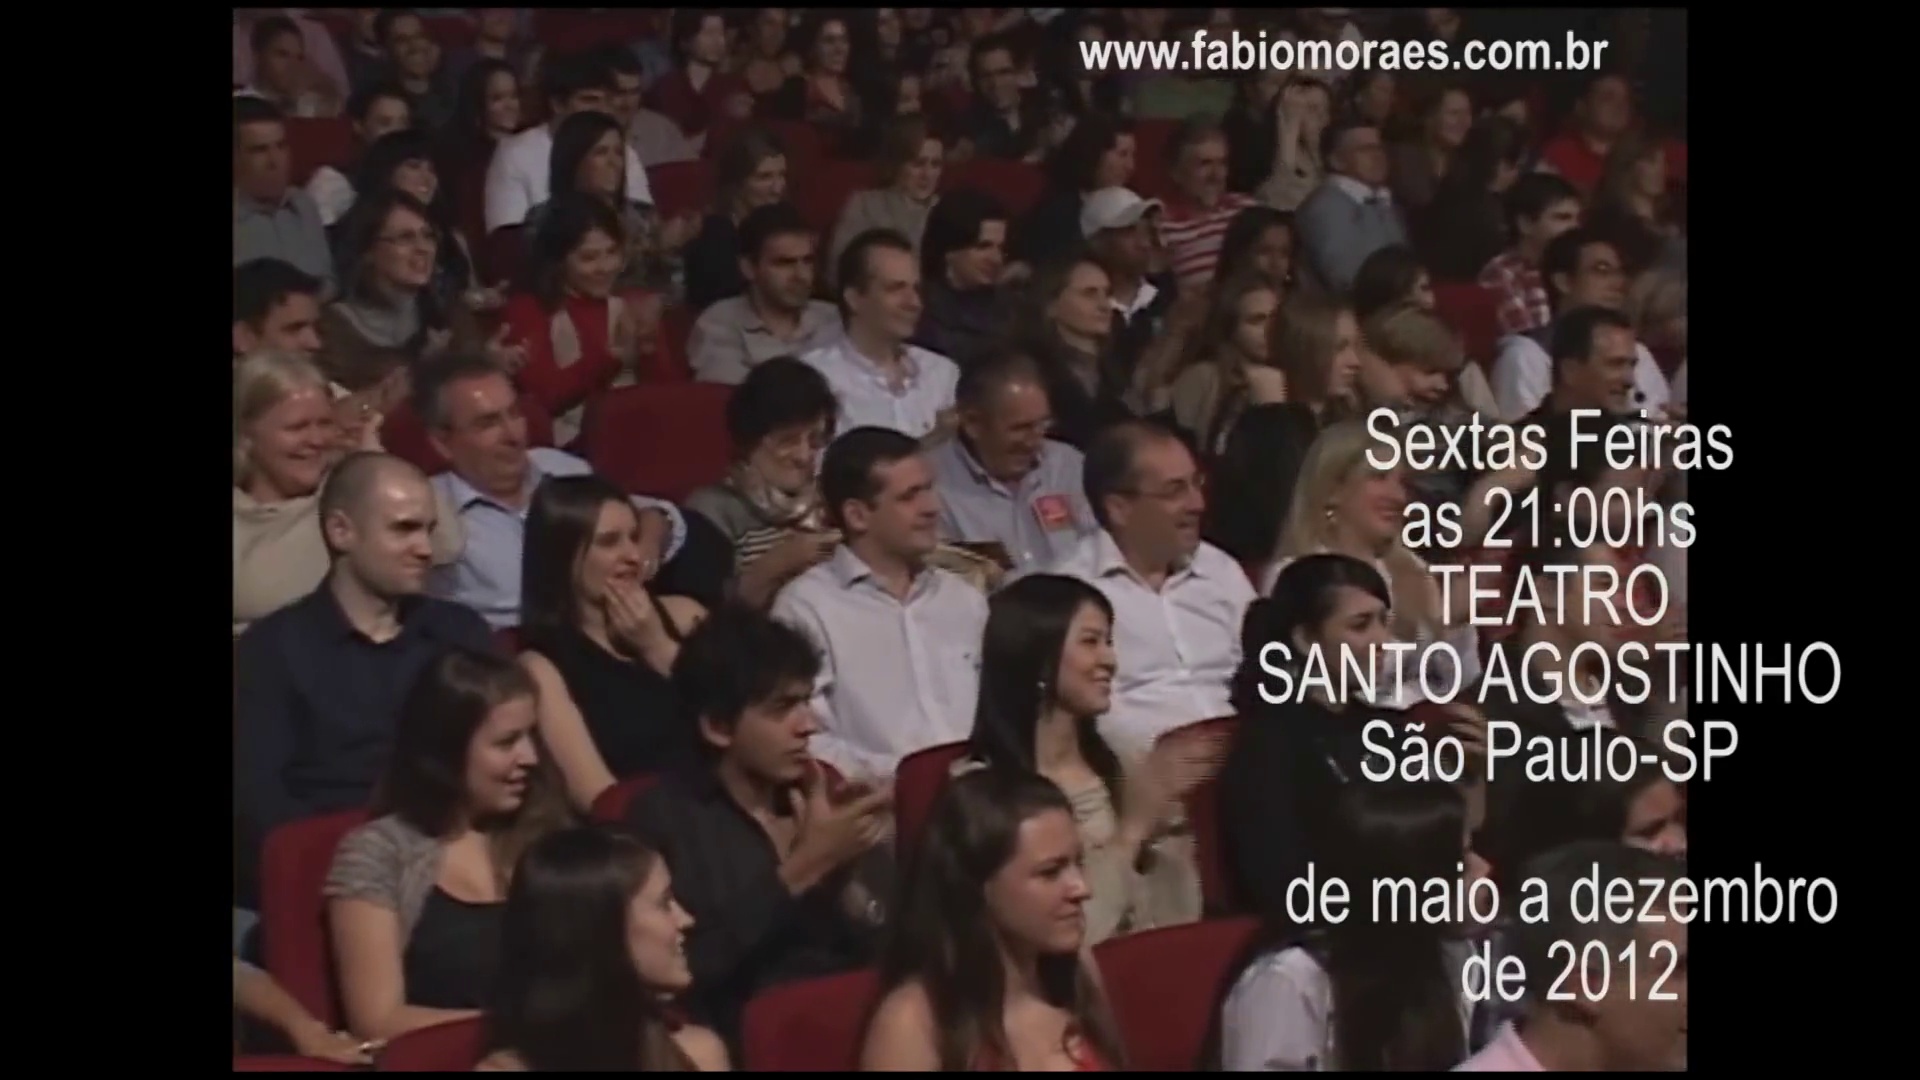 www.fabiomoraes.com.br
Sextas Feiras
as 21:00hs
TEATRO
SANTO AGOSTINHO
São Paulo-SP
de maio a dezembro
de 2012